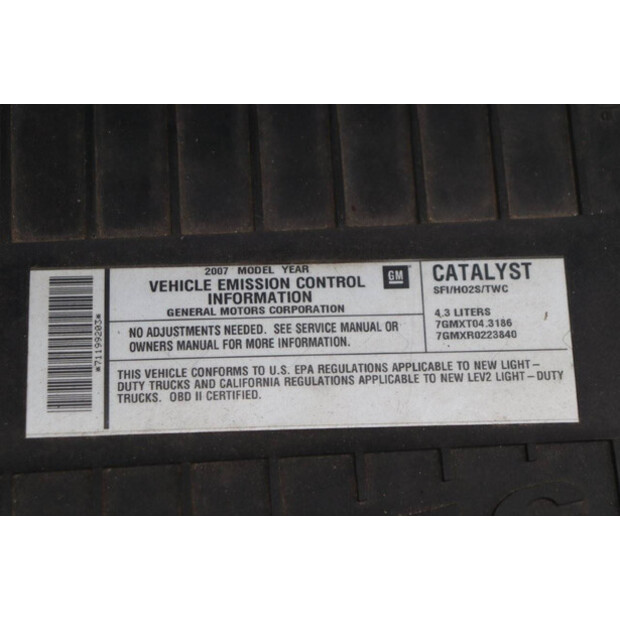 *71199203*
2007 MODEL YEAR
VEHICLE EMISSION CONTROL
INFORMATION
GENERAL MOTORS CORPORATION
GM
NO ADJUSTMENTS NEEDED. SEE SERVICE MANUAL OR
OWNERS MANUAL FOR MORE INFORMATION.
CATALYST
SFI/HO2S/TWC
4.3 LITERS
7GMXT04.3186
7GMXR0223840
THIS VEHICLE CONFORMS TO U.S. EPA REGULATIONS APPLICABLE TO NEW LIGHT-
DUTY TRUCKS AND CALIFORNIA REGULATIONS APPLICABLE TO NEW LEV2 LIGHT-DUTY
TRUCKS. OBD II CERTIFIED.